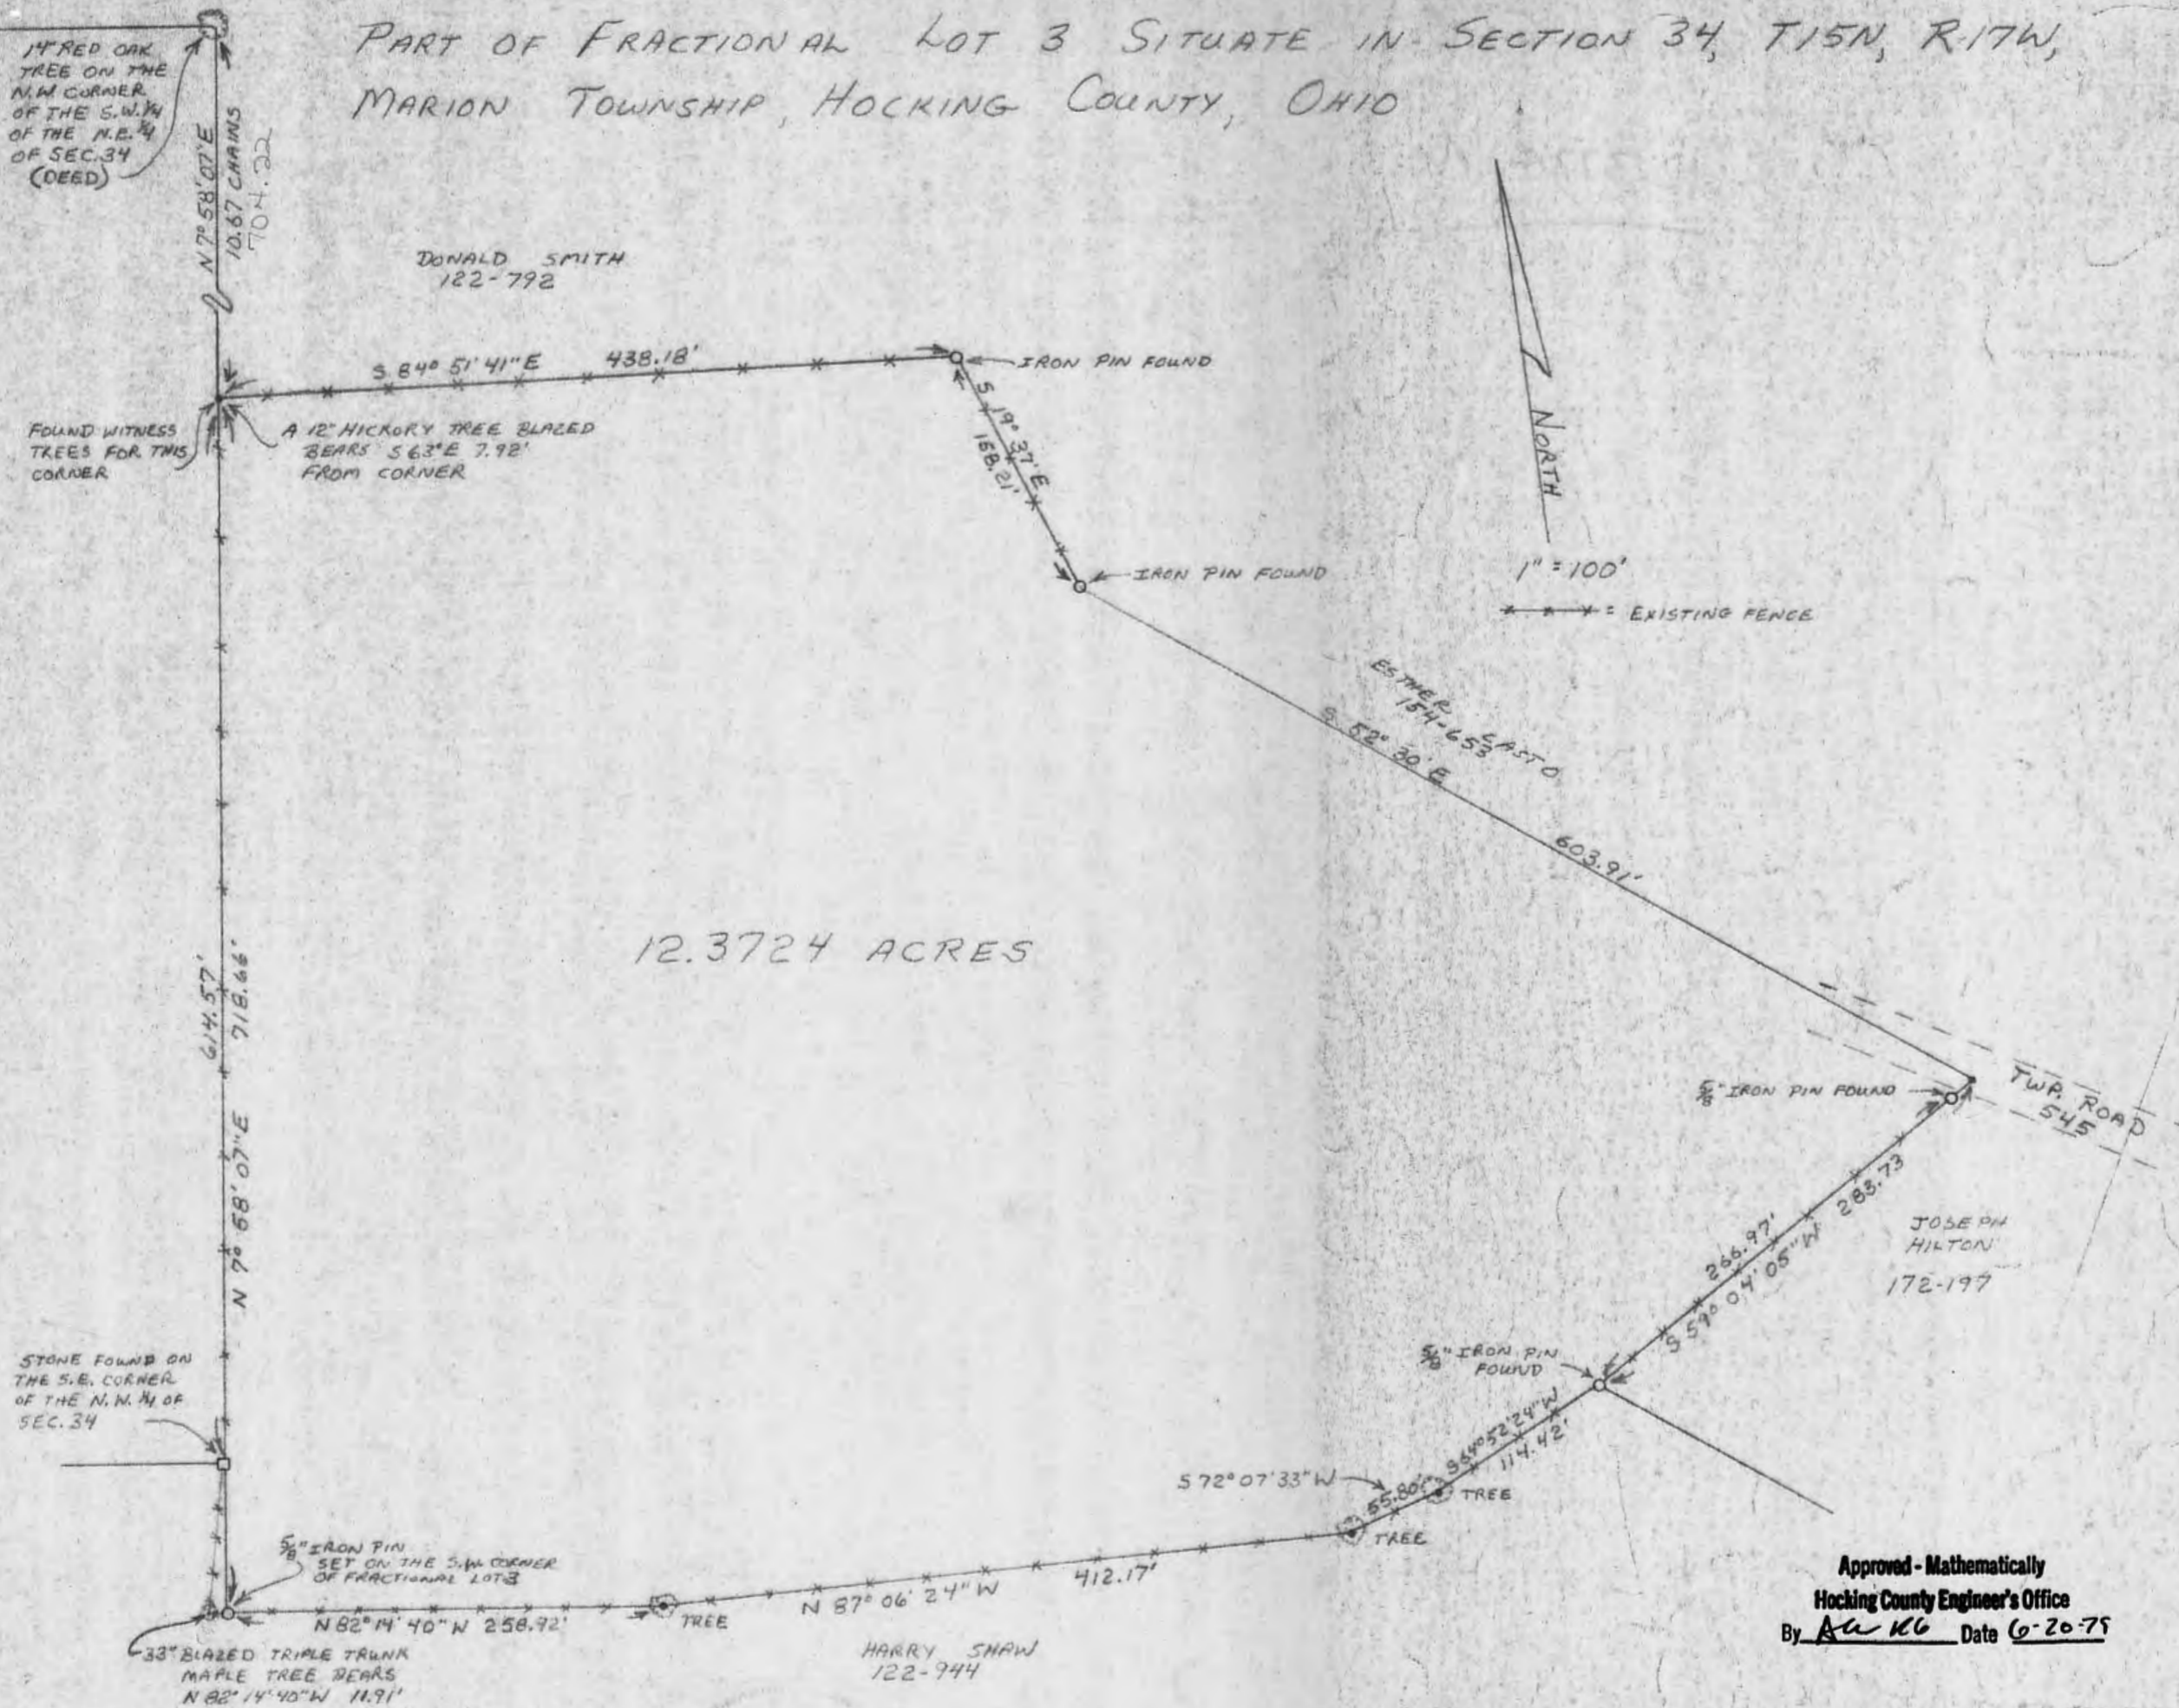 PART OF FRACTIONAL LOT 3 SITUATE IN SECTION 34, T15N, R-17W,
MARION TOWNSHIP, HOCKING COUNTY, OHIO
14" RED OAK
TREE ON THE
N.W. CORNER
OF THE S.W. 1/4
OF THE N.E. 1/4
OF SEC. 34
(DEED)
N 7° 58' 07" E
10.67 CHAINS
704.22
DONALD SMITH
122-792
S 84° 51' 41" E 438.18'
IRON PIN FOUND
S 19° 37' E
158.21'
IRON PIN FOUND
FOUND WITNESS
TREES FOR THIS
CORNER
A 12" HICKORY TREE BLAZED
BEARS S 63° E 7.92'
FROM CORNER
NORTH
1" = 100'
= EXISTING FENCE
ESTHER CASTO
154-653
S 52° 30' E
603.91'
12.3724 ACRES
614.57'
718.66'
N 7° 58' 07" E
5/8" IRON PIN FOUND
TWP. ROAD
545
266.97'
283.73
S 59° 04' 05" W
JOSEPH
HILTON
172-197
STONE FOUND ON
THE S.E. CORNER
OF THE N.W. 1/4 OF
SEC. 34
5/8" IRON PIN
FOUND
S 64° 52' 24" W
114.42'
S 72° 07' 33" W
55.80'
TREE
TREE
5/8" IRON PIN
SET ON THE S.W. CORNER
OF FRACTIONAL LOT 3
N 82° 14' 40" W 258.92'
TREE
N 87° 06' 24" W
412.17'
HARRY SHAW
122-944
33" BLAZED TRIPLE TRUNK
MAPLE TREE BEARS
N 82° 14' 40" W 11.91'
Approved - Mathematically
Hocking County Engineer's Office
By Date 6-20-79